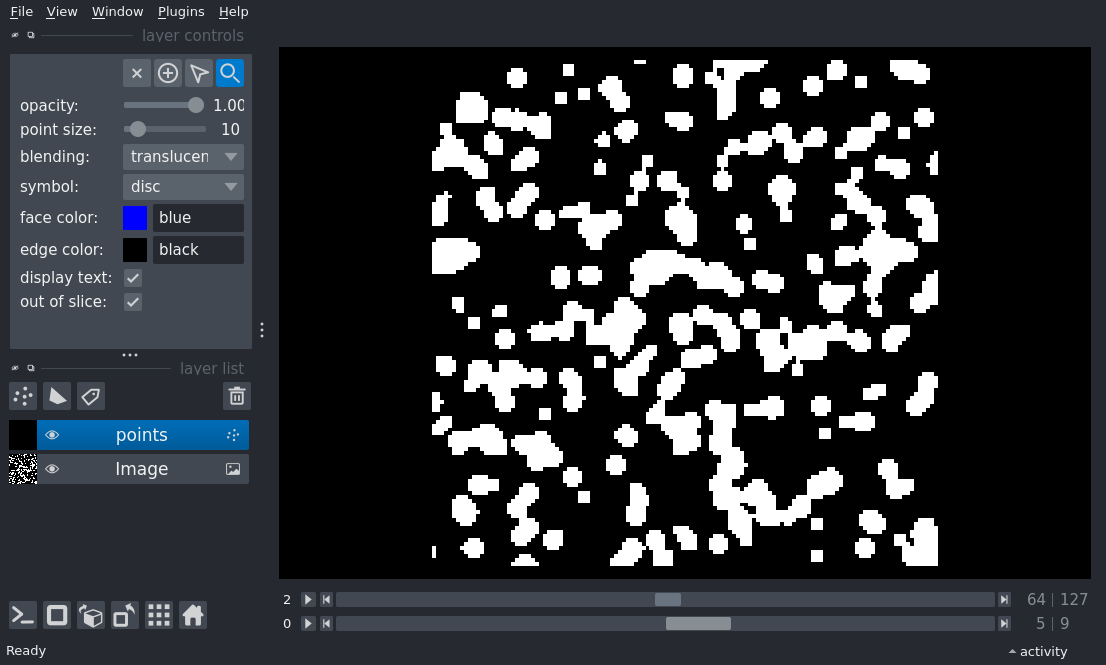 File View Window Plugins Help
layer controls
opacity: 1.00
point size: 10
blending: translucen
symbol: disc
face color: blue
edge color: black
display text:
out of slice:
layer list
points
Image
2 64 | 127
0 5 | 9
Ready activity